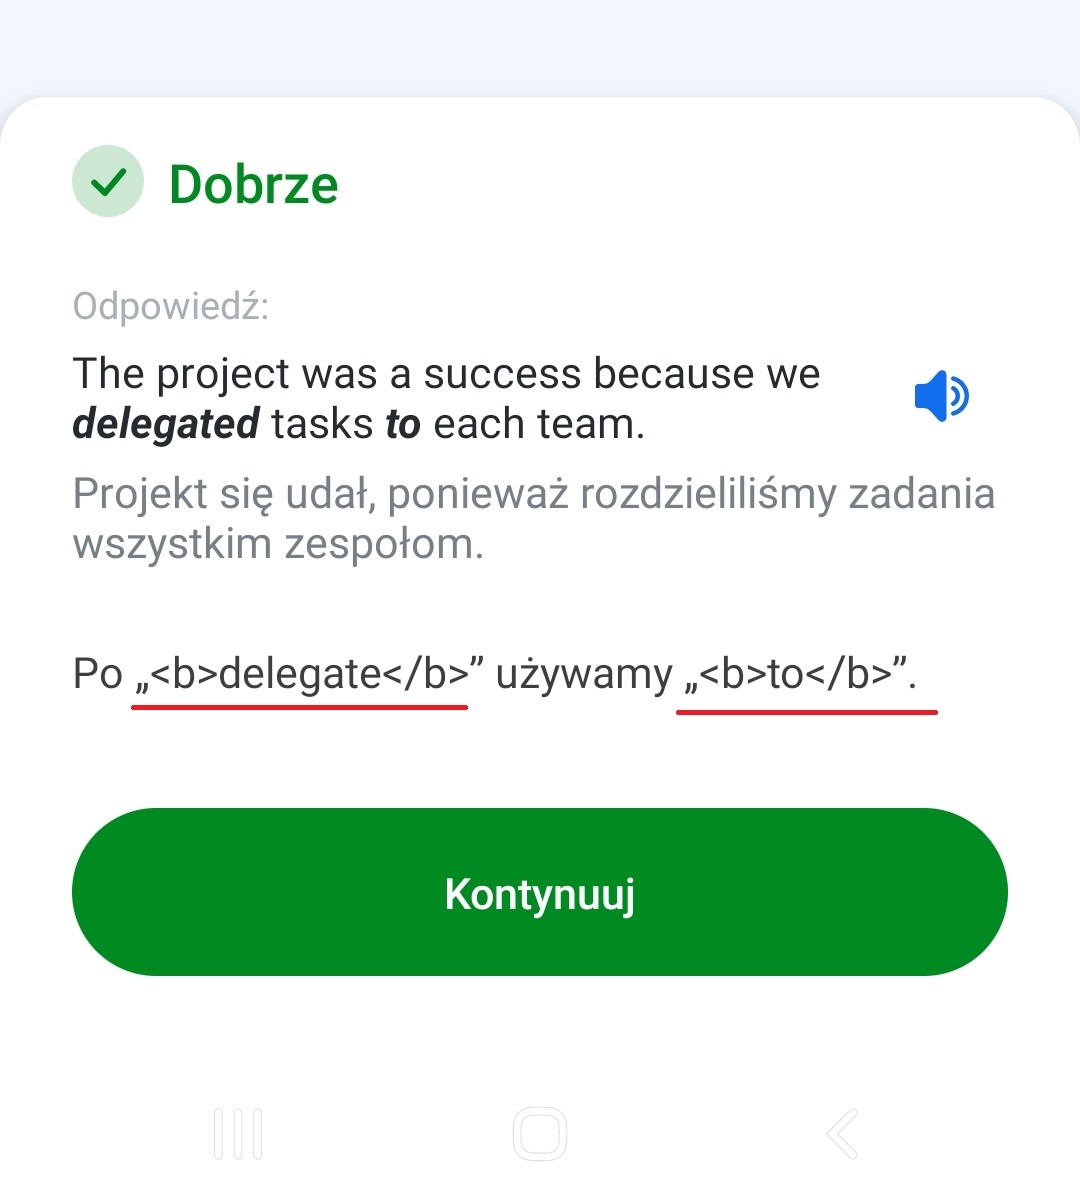 Dobrze
Odpowiedź:
The project was a success because we
delegated tasks to each team.
Projekt się udał, ponieważ rozdzieliliśmy zadania
wszystkim zespołom.
Po „<b>delegate</b>” używamy „<b>to</b>”.
Kontynuuj